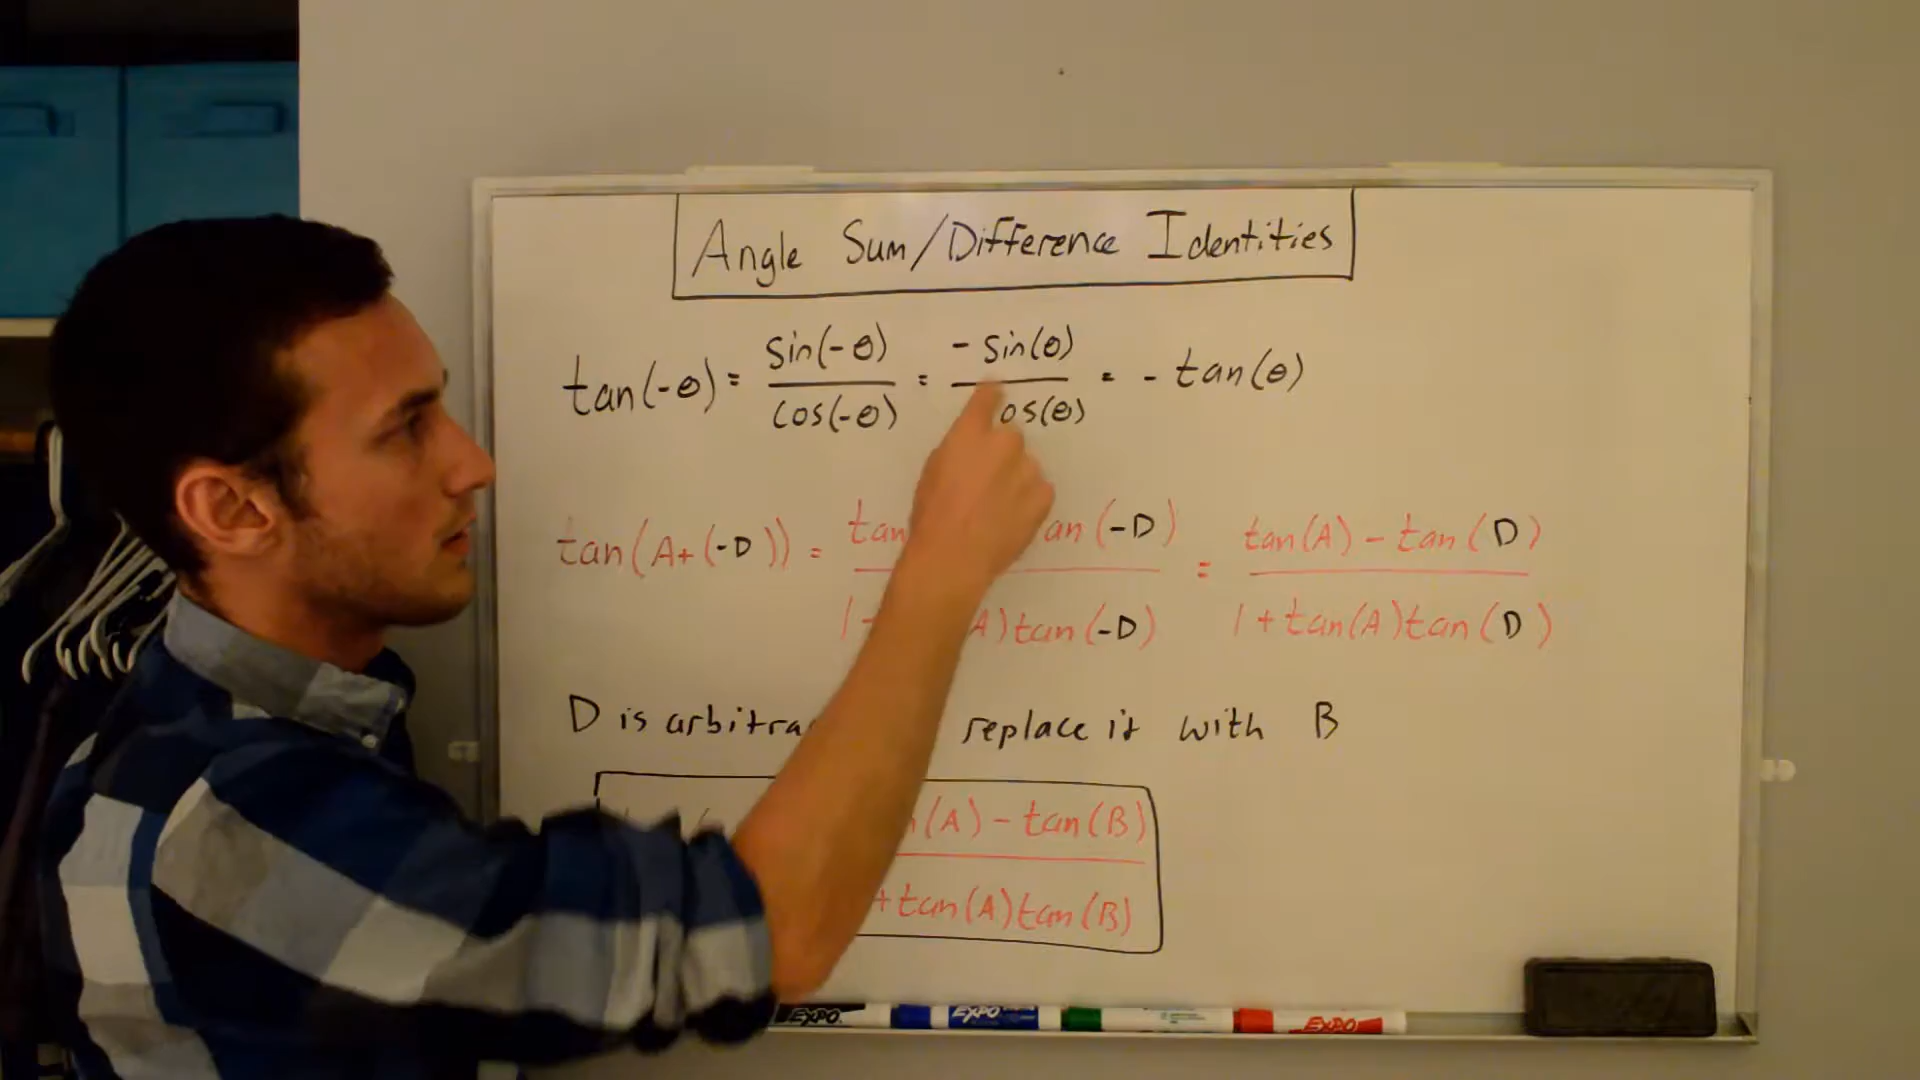 Angle Sum/Difference Identities
tan(-θ) = sin(-θ)/cos(-θ) = -sin(θ)/ os(θ) = - tan(θ)
tan(A+(-D)) = tan an(-D)/1 A)tan(-D) = tan(A) - tan(D)/1 + tan(A)tan(D)
D is replace it with B
(A) - tan(B)
+ tan(A)tan(B)
EXPO EXPO EXPO